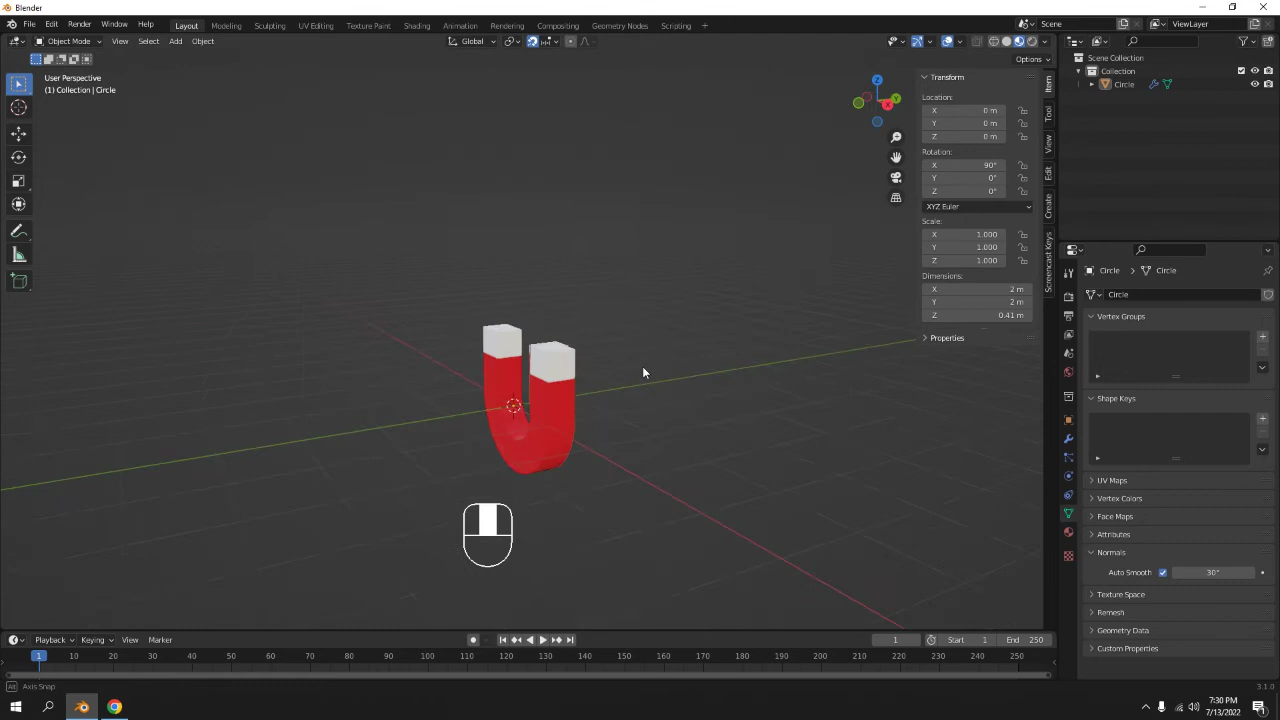 Blender
File Edit Render Window Help Layout Modeling Sculpting UV Editing Texture Paint Shading Animation Rendering Compositing Geometry Nodes Scripting + Scene ViewLayer
Object Mode View Select Add Object Global
Options
User Perspective
(1) Collection | Circle
Transform
Location:
X 0 m
Y 0 m
Z 0 m
Rotation:
X 90°
Y 0°
Z 0°
XYZ Euler
Scale:
X 1.000
Y 1.000
Z 1.000
Dimensions:
X 2 m
Y 2 m
Z 0.41 m
Properties
Item
Tool
View
Edit
Create
Screencast Keys
Z
Y
X
Scene Collection
Collection
Circle
Circle Circle
Circle
Vertex Groups
Shape Keys
UV Maps
Vertex Colors
Face Maps
Attributes
Normals
Auto Smooth 30°
Texture Space
Remesh
Geometry Data
Custom Properties
Playback Keying View Marker 1 Start 1 End 250
1 10 20 30 40 50 60 70 80 90 100 110 120 130 140 150 160 170 180 190 200 210 220 230 240 250
Alt Axis Snap 3.1.0
7:30 PM
7/13/2022
1